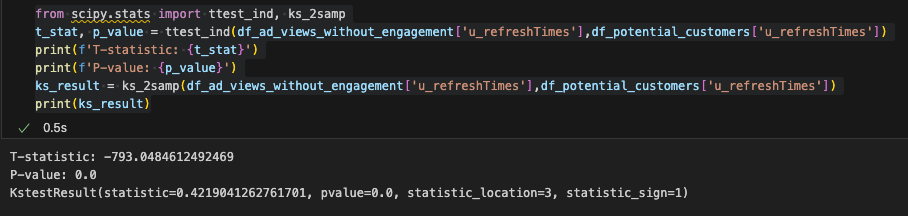 from scipy.stats import ttest_ind, ks_2samp
t_stat, p_value = ttest_ind(df_ad_views_without_engagement['u_refreshTimes'],df_potential_customers['u_refreshTimes'])
print(f'T-statistic: {t_stat}')
print(f'P-value: {p_value}')
ks_result = ks_2samp(df_ad_views_without_engagement['u_refreshTimes'],df_potential_customers['u_refreshTimes'])
print(ks_result)
✓ 0.5s
T-statistic: -793.0484612492469
P-value: 0.0
KstestResult(statistic=0.4219041262761701, pvalue=0.0, statistic_location=3, statistic_sign=1)